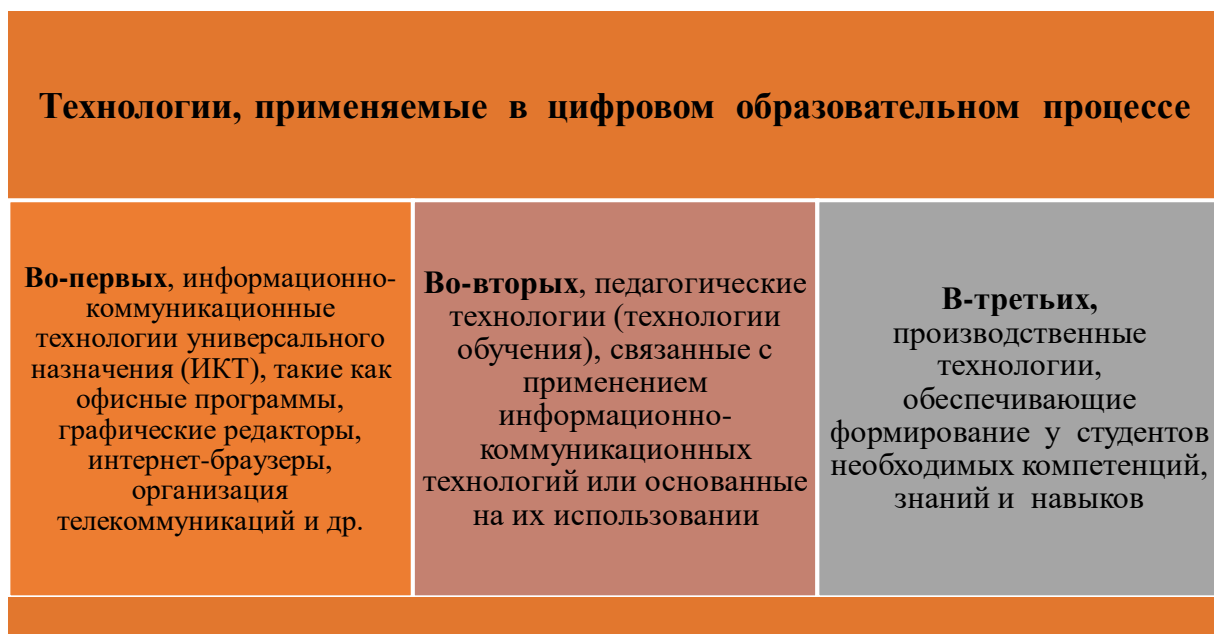 Технологии, применяемые в цифровом образовательном процессе
Во-первых, информационно-
коммуникационные
технологии универсального
назначения (ИКТ), такие как
офисные программы,
графические редакторы,
интернет-браузеры,
организация
телекоммуникаций и др.
Во-вторых, педагогические
технологии (технологии
обучения), связанные с
применением
информационно-
коммуникационных
технологий или основанные
на их использовании
В-третьих,
производственные
технологии,
обеспечивающие
формирование у студентов
необходимых компетенций,
знаний и навыков